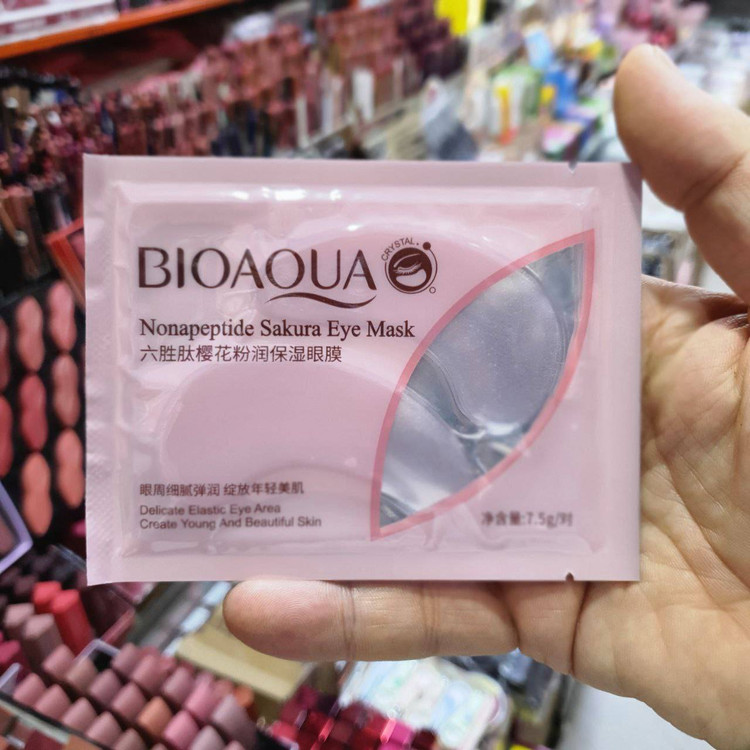 BIOAQUA
CRYSTAL
Nonapeptide Sakura Eye Mask
六胜肽樱花粉润保湿眼膜
眼周细腻弹润 绽放年轻美肌
Delicate Elastic Eye Area
Create Young And Beautiful Skin
净含量:7.5g/对